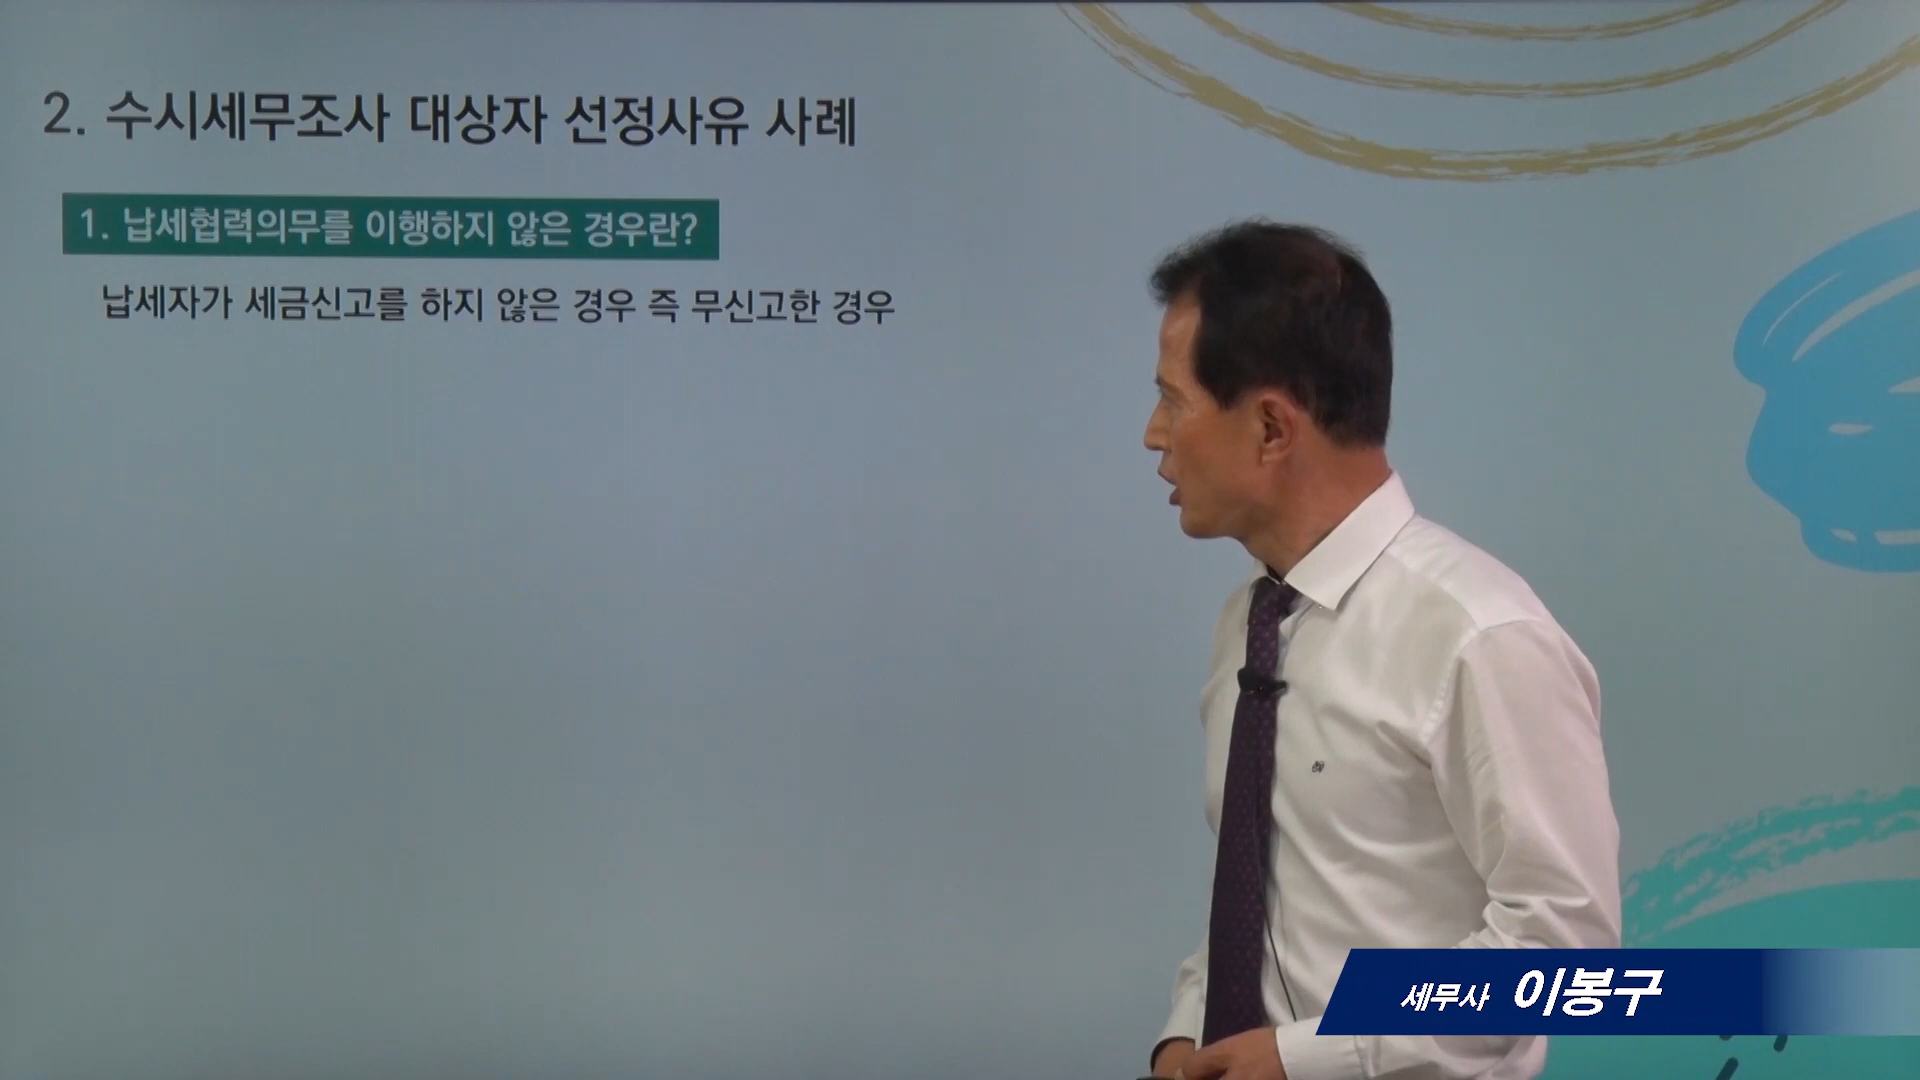 2. 수시세무조사 대상자 선정사유 사례
1. 납세협력의무를 이행하지 않은 경우란?
납세자가 세금신고를 하지 않은 경우 즉 무신고한 경우
세무사 이봉구